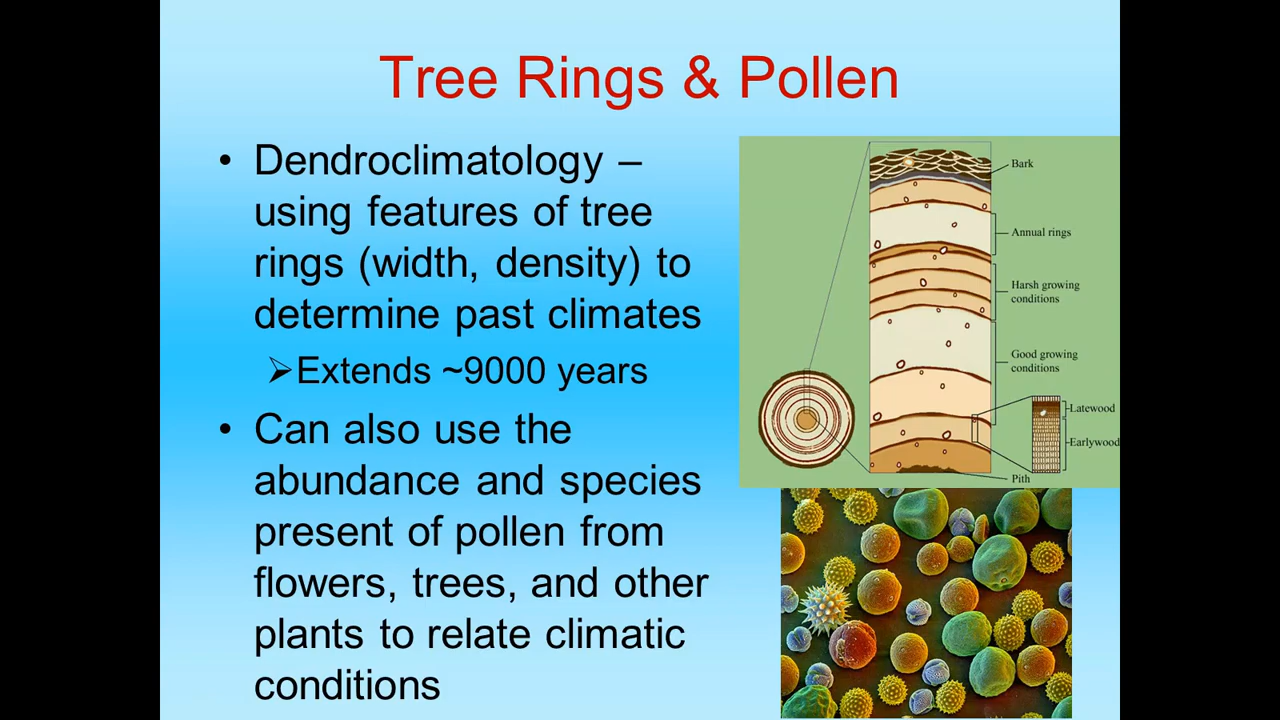 Tree Rings & Pollen
• Dendroclimatology –
using features of tree
rings (width, density) to
determine past climates
➢Extends ~9000 years
• Can also use the
abundance and species
present of pollen from
flowers, trees, and other
plants to relate climatic
conditions
Bark
Annual rings
Harsh growing
conditions
Good growing
conditions
Latewood
Earlywood
Pith